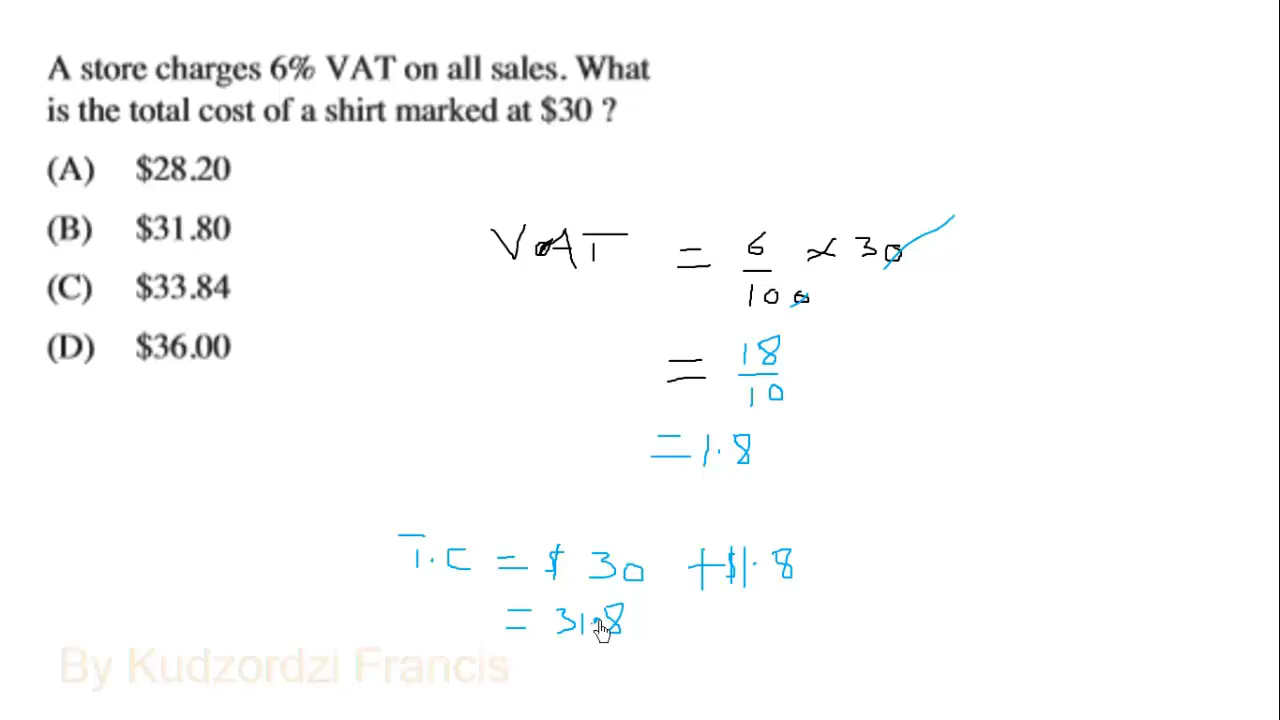 A store charges 6% VAT on all sales. What
is the total cost of a shirt marked at $30 ?
(A) $28.20
(B) $31.80
(C) $33.84
(D) $36.00
VAT = 6/100 × 30
= 18/10
= 1.8
T.C = $ 30 + $1.8
= 31.8
By Kudzordzi Francis